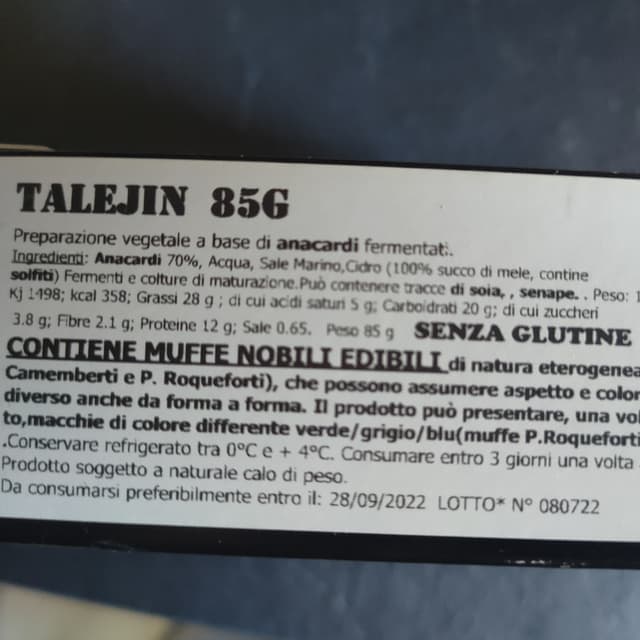 TALEJIN 85G
Preparazione vegetale a base di anacardi fermentati.
Ingredienti: Anacardi 70%, Acqua, Sale Marino,Cidro (100% succo di mele, contine
solfiti) Fermenti e colture di maturazione.Può contenere tracce di soia, , senape. . Peso:
Kj 1498; kcal 358; Grassi 28 g ; di cui acidi saturi 5 g; Carboidrati 20 g; di cui zuccheri
3.8 g; Fibre 2.1 g; Proteine 12 g; Sale 0.65. Peso 85 g SENZA GLUTINE
CONTIENE MUFFE NOBILI EDIBILI di natura eterogenea
Camemberti e P. Roqueforti), che possono assumere aspetto e color
diverso anche da forma a forma. Il prodotto può presentare, una vol
to,macchie di colore differente verde/grigio/blu(muffe P.Roqueforti
.Conservare refrigerato tra 0°C e + 4°C. Consumare entro 3 giorni una volta
Prodotto soggetto a naturale calo di peso.
Da consumarsi preferibilmente entro il: 28/09/2022 LOTTO* N° 080722